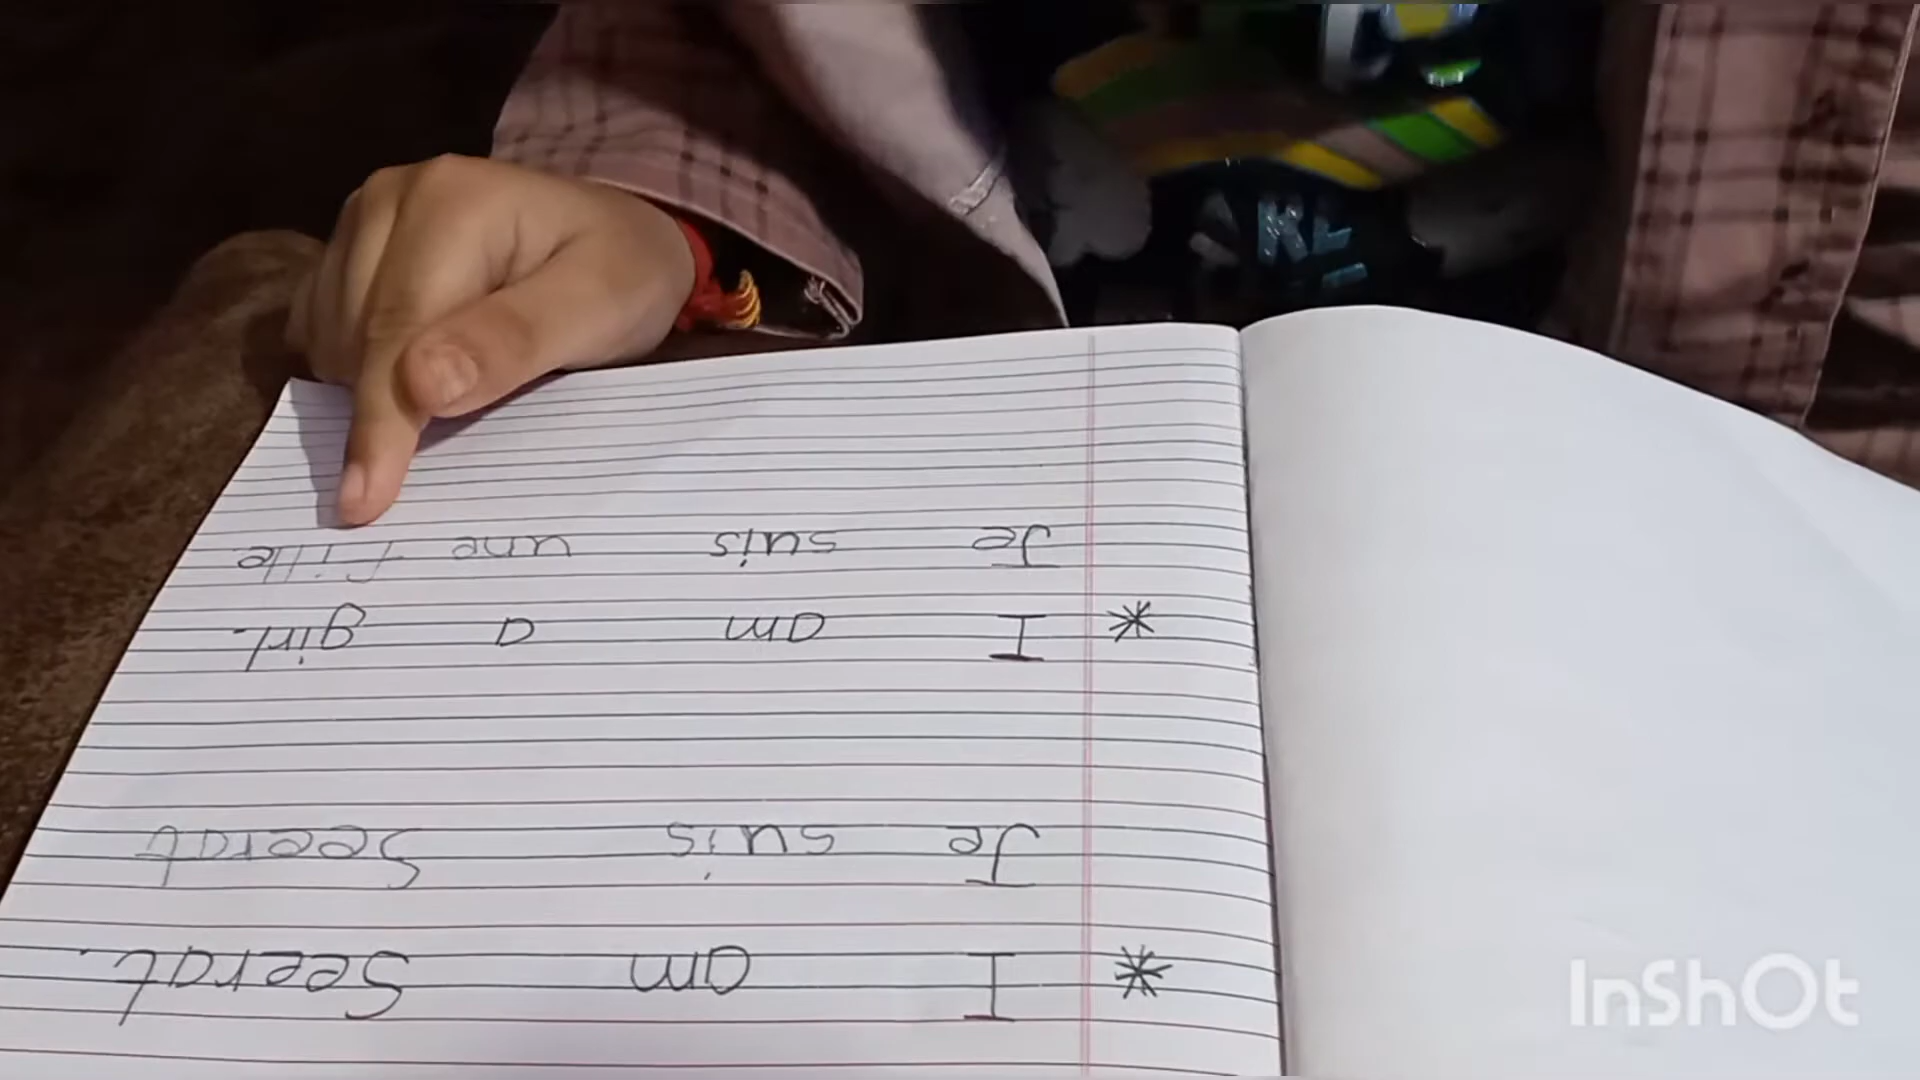 * I am Seerat.
Je suis Seerat
* I am a girl.
Je suis une fille
InShOt